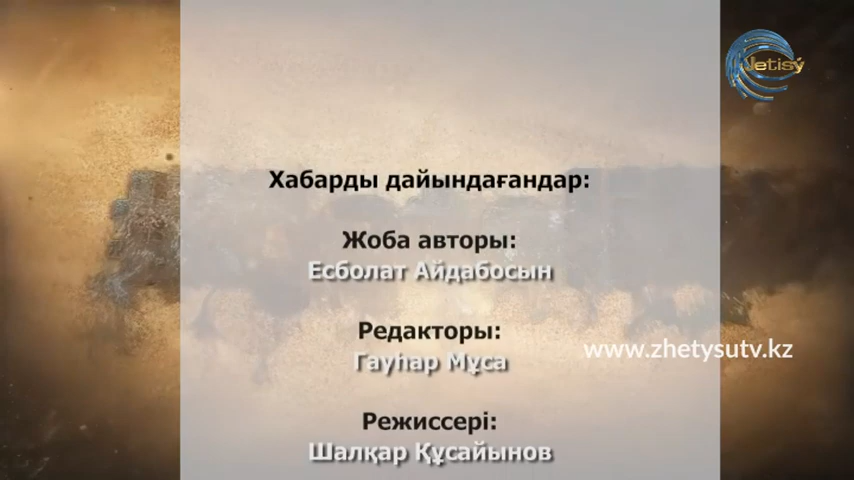 Jetisý
Хабарды дайындағандар:
Жоба авторы:
Есболат Айдабосын
Редакторы:
Гауһар Мұса
www.zhetysutv.kz
Режиссері:
Шалқар Құсайынов